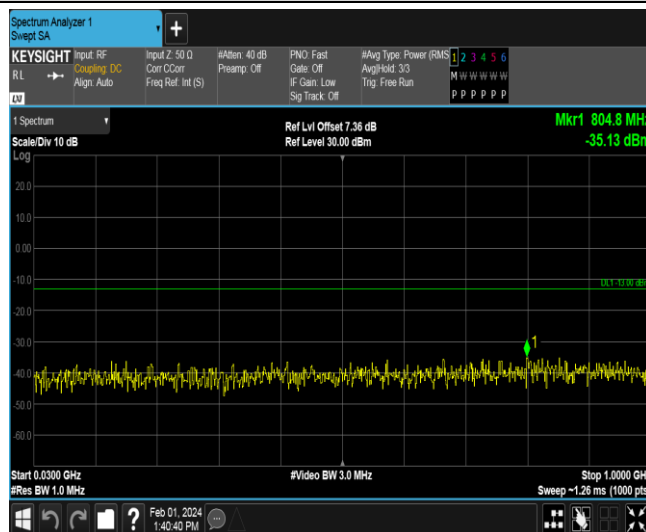 Spectrum Analyzer 1
Swept SA
+
KEYSIGHT Input: RF Input Z: 50 Ω #Atten: 40 dB PNO: Fast #Avg Type: Power (RMS 1 2 3 4 5 6
RL Coupling: DC Corr CCorr Preamp: Off Gate: Off Avg|Hold: 3/3 M W W W W W
Align: Auto Freq Ref: Int (S) IF Gain: Low Trig: Free Run
Sig Track: Off P P P P P P
LXI
1 Spectrum Ref Lvl Offset 7.36 dB Mkr1 804.8 MHz
Scale/Div 10 dB Ref Level 30.00 dBm -35.13 dBm
Log
20.0
10.0
0.00
-10.0 DL1 -13.00 dBm
-20.0
-30.0 1
-40.0
-50.0
-60.0
Start 0.0300 GHz #Video BW 3.0 MHz Stop 1.0000 GHz
#Res BW 1.0 MHz Sweep ~1.26 ms (1000 pts
? Feb 01, 2024
1:40:40 PM